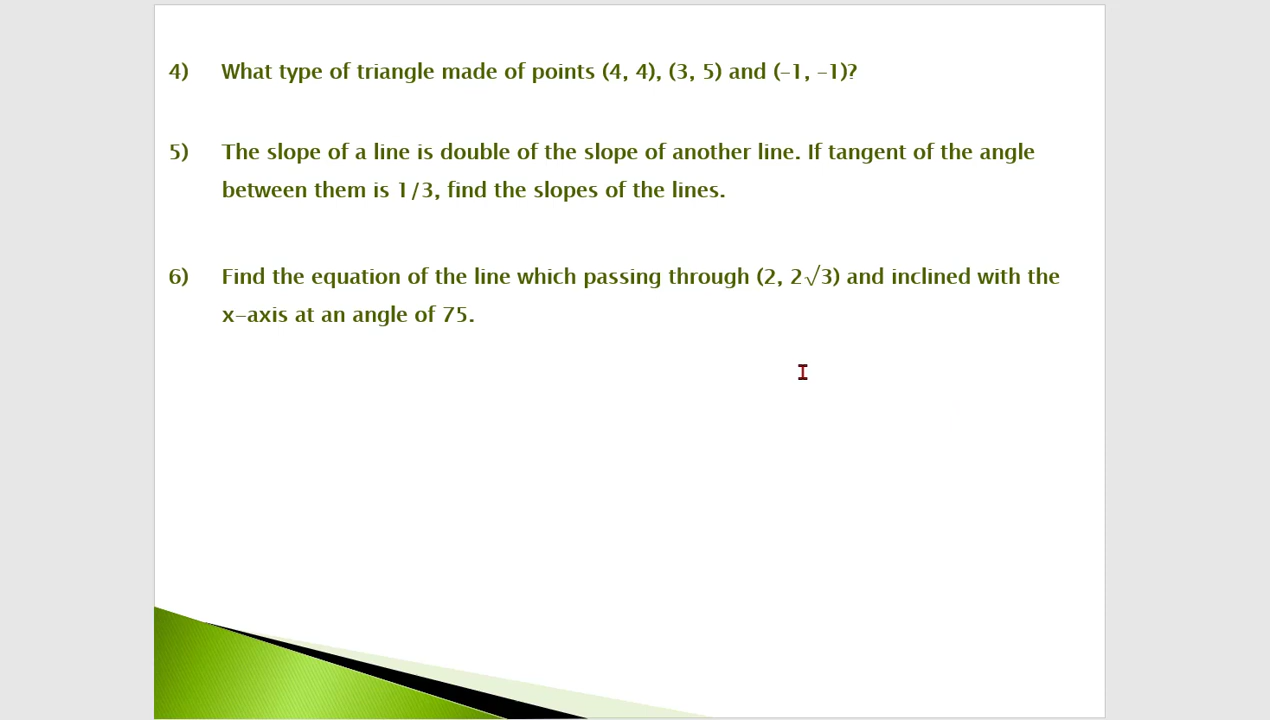 4) What type of triangle made of points (4, 4), (3, 5) and (–1, –1)?
5) The slope of a line is double of the slope of another line. If tangent of the angle
between them is 1/3, find the slopes of the lines.
6) Find the equation of the line which passing through (2, 2√3) and inclined with the
x–axis at an angle of 75.